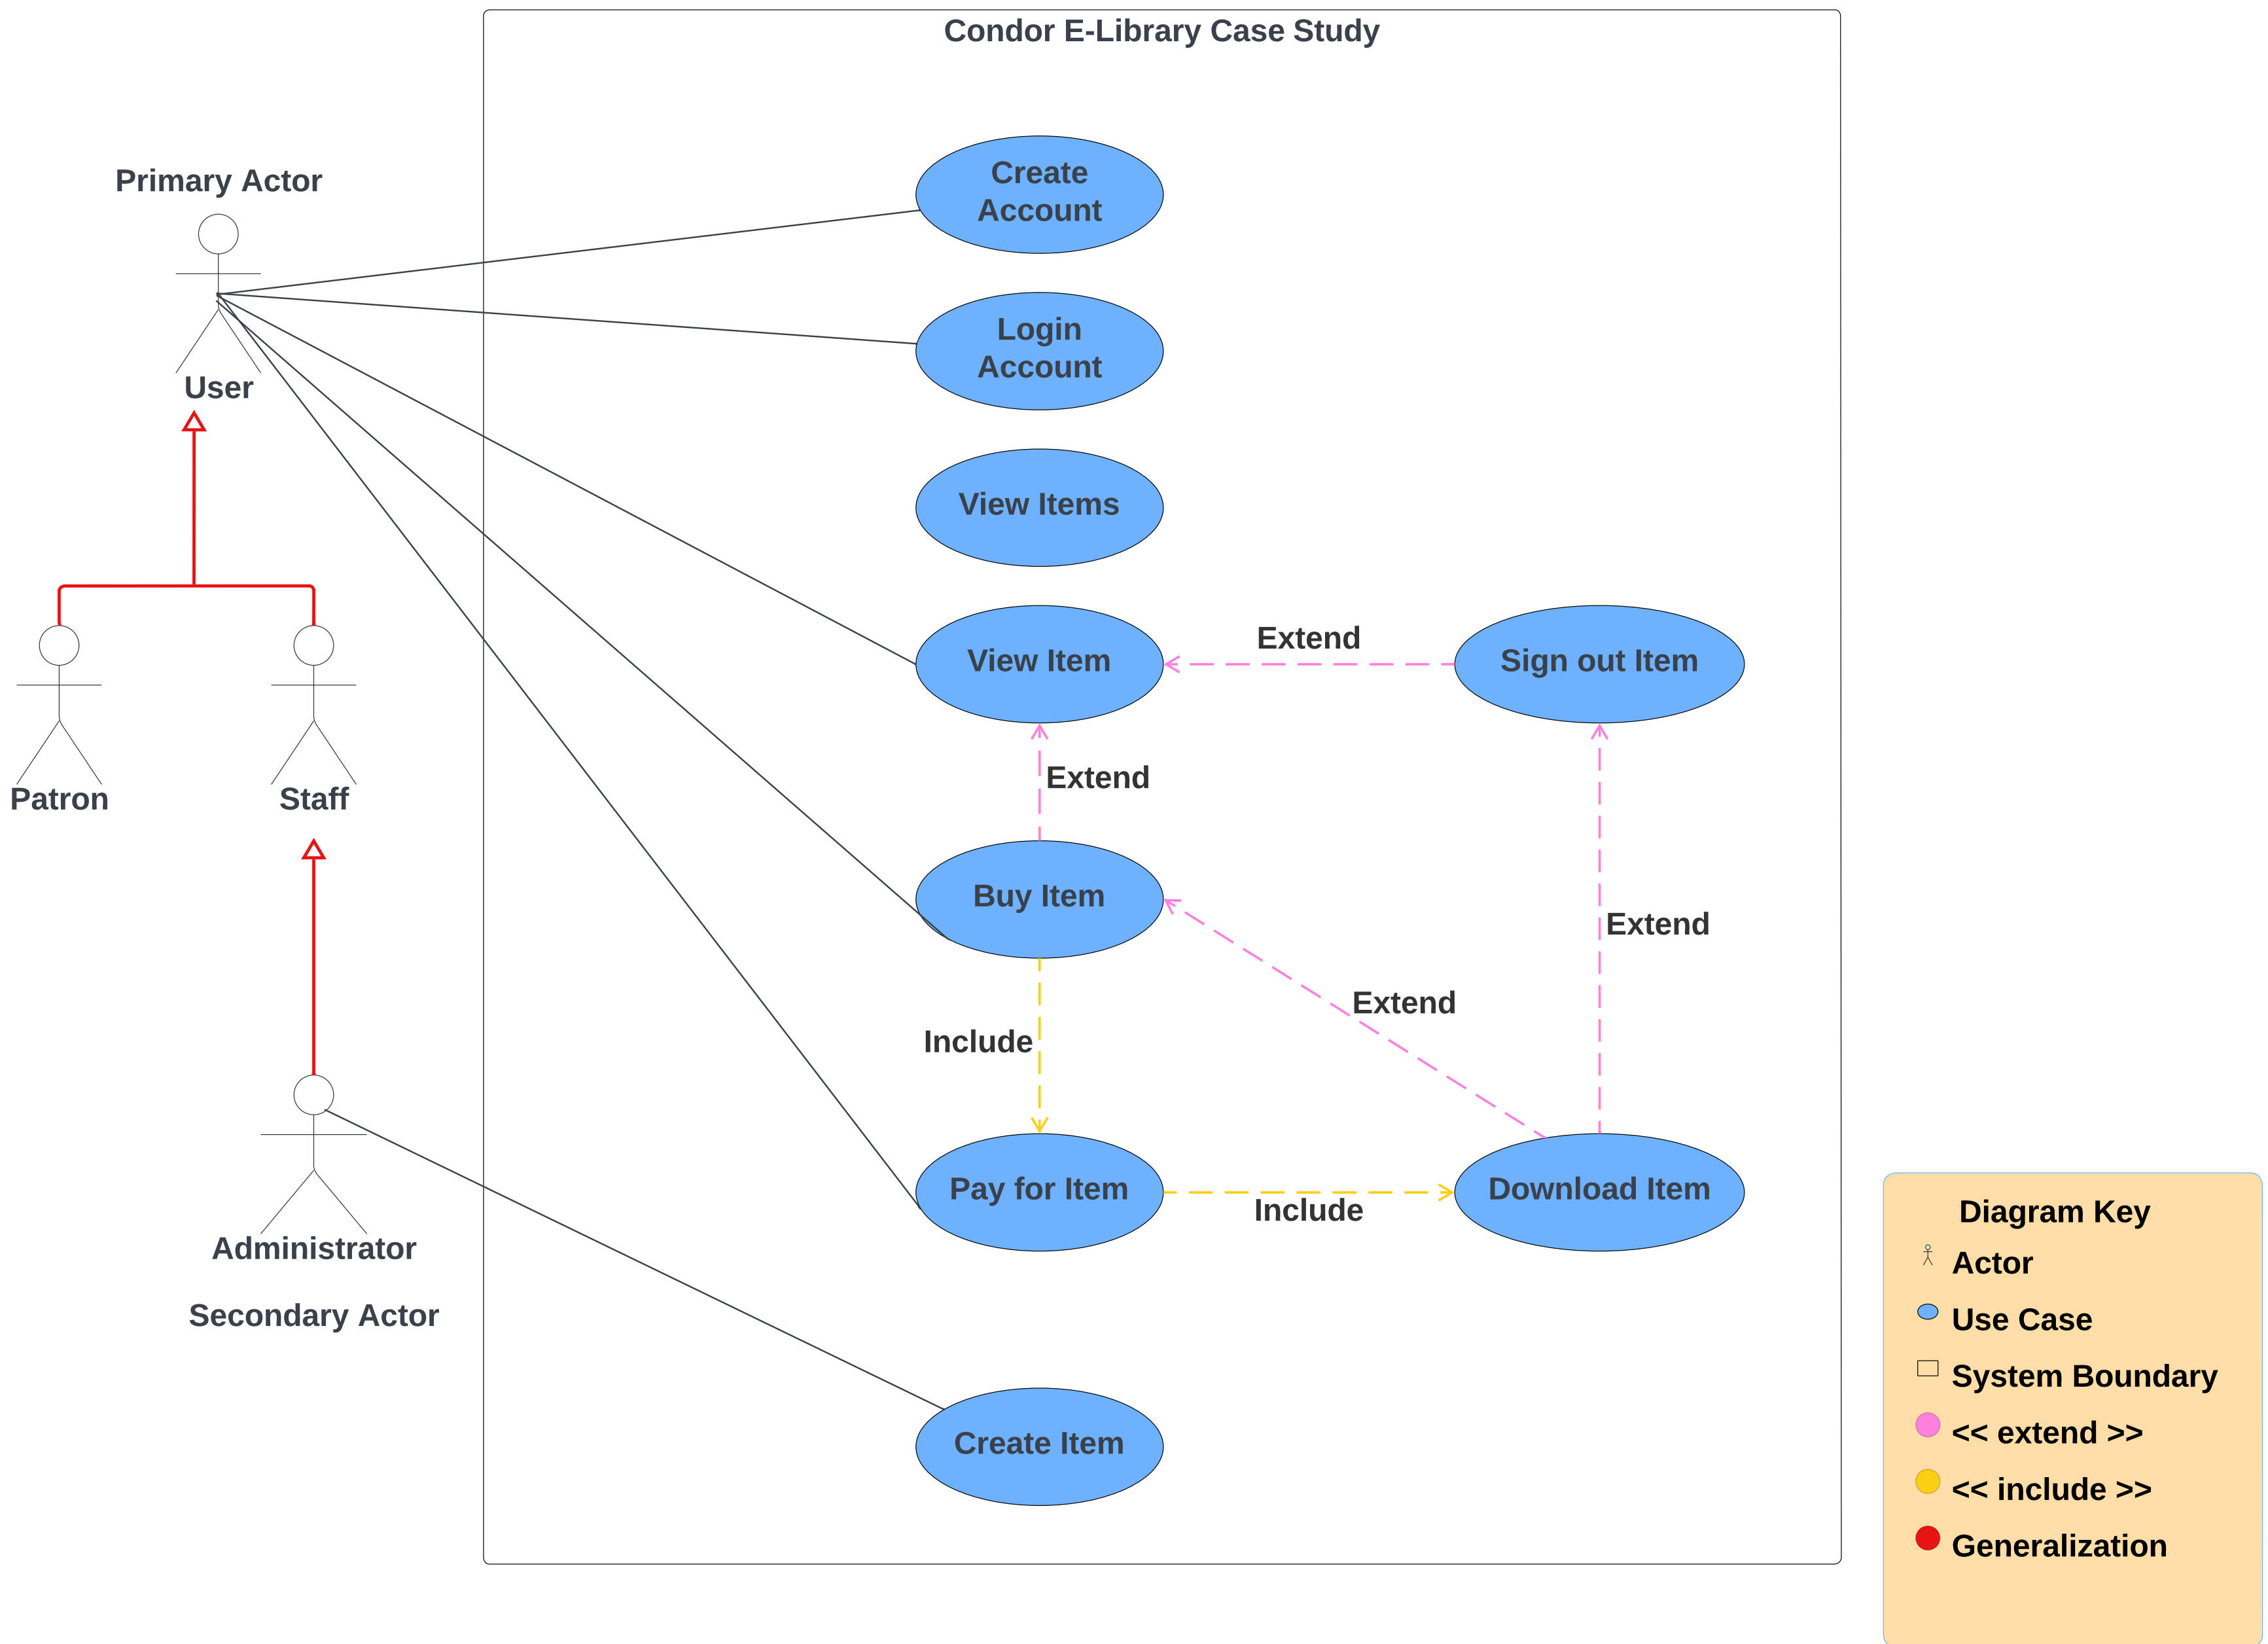 Condor E-Library Case Study
Primary Actor
User
Patron
Staff
Administrator
Secondary Actor
Create
Account
Login
Account
View Items
View Item
Extend
Sign out Item
Extend
Buy Item
Extend
Extend
Include
Pay for Item
Include
Download Item
Create Item
Diagram Key
Actor
Use Case
System Boundary
<< extend >>
<< include >>
Generalization